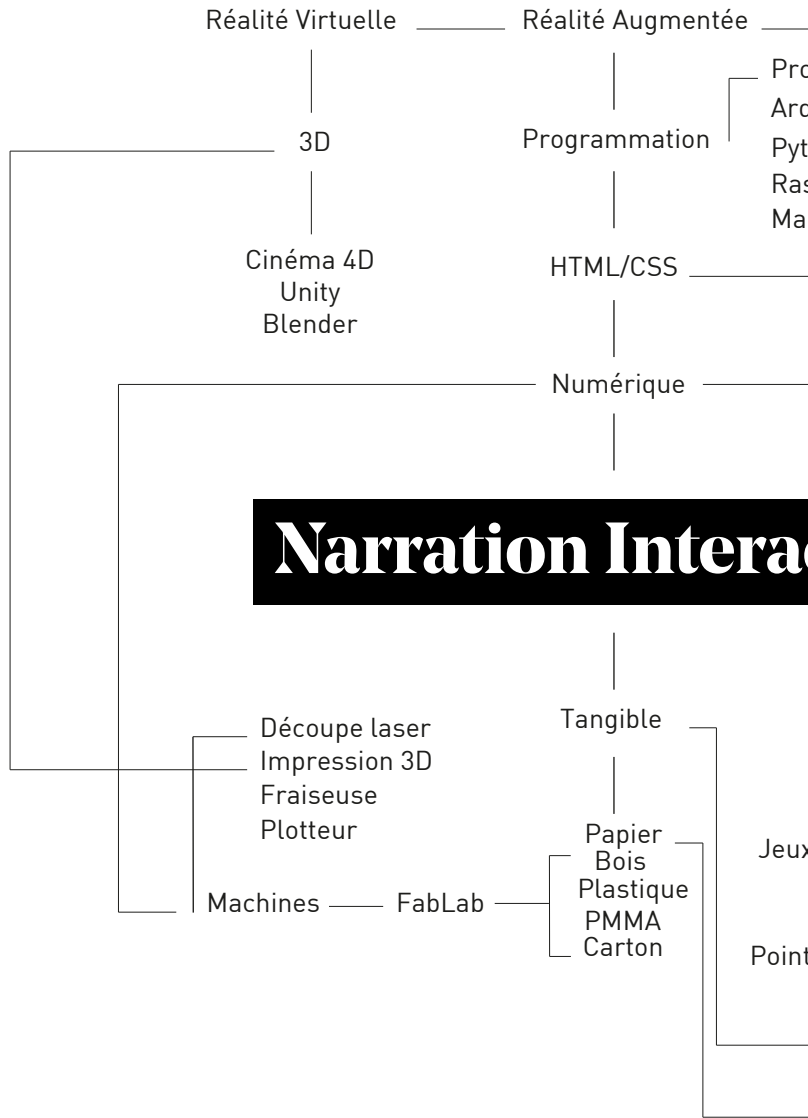 Réalité Virtuelle
Réalité Augmentée
3D
Programmation
Cinéma 4D
Unity
Blender
HTML/CSS
Numérique
Narration
Découpe laser
Impression 3D
Fraiseuse
Plotteur
Tangible
Papier
Bois
Plastique
PMMA
Carton
Machines
FabLab